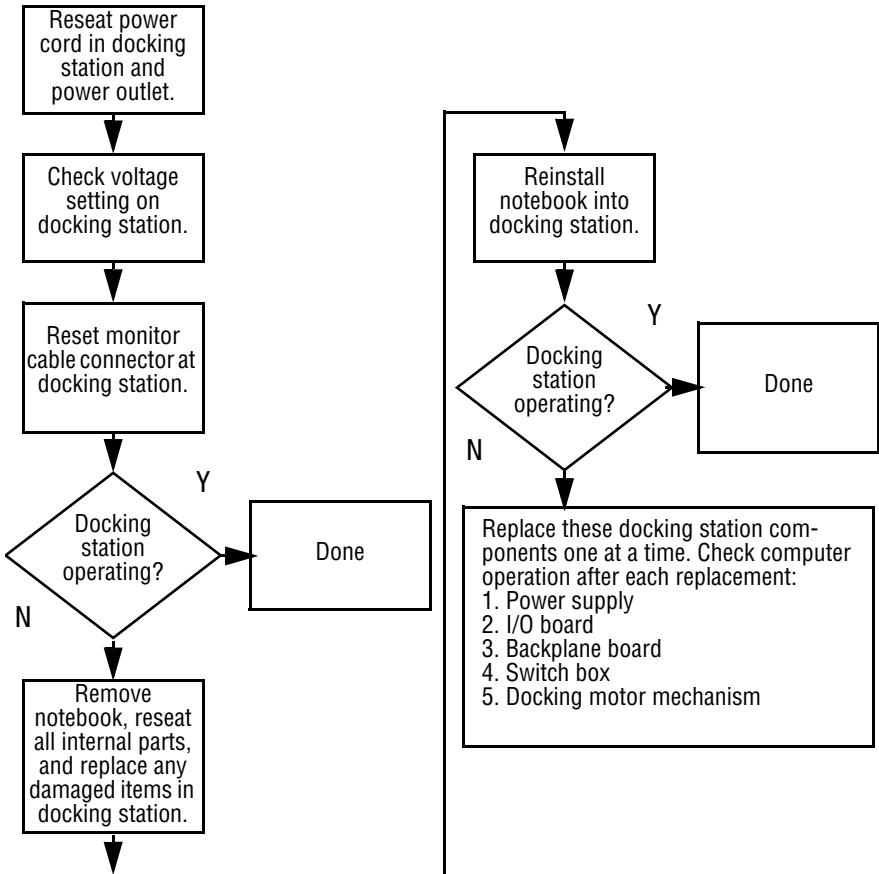 Reseat power
cord in docking
station and
power outlet.
Check voltage
setting on
docking station.
Reset monitor
cable connector at
docking station.
Docking
station
operating?
Y
N
Done
Remove
notebook, reseat
all internal parts,
and replace any
damaged items in
docking station.
Reinstall
notebook into
docking station.
Docking
station
operating?
Y
N
Done
Replace these docking station com-
ponents one at a time. Check computer
operation after each replacement:
1. Power supply
2. I/O board
3. Backplane board
4. Switch box
5. Docking motor mechanism